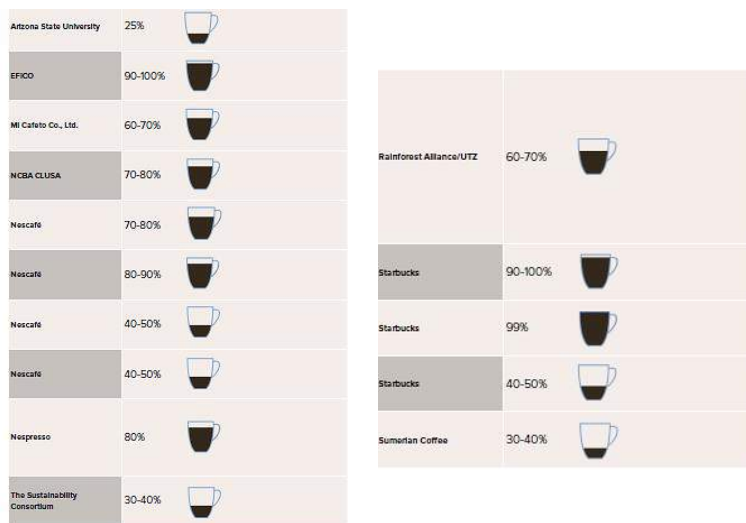 Arizona State University 25%
EFICO 90-100%
Mi Cafeto Co., Ltd. 60-70%
NCBA CLUSA 70-80%
Nescafé 70-80%
Nescafé 80-90%
Nescafé 40-50%
Nescafé 40-50%
Nespresso 80%
The Sustainability
Consortium 30-40%
Rainforest Alliance/UTZ 60-70%
Starbucks 90-100%
Starbucks 99%
Starbucks 40-50%
Sumerian Coffee 30-40%